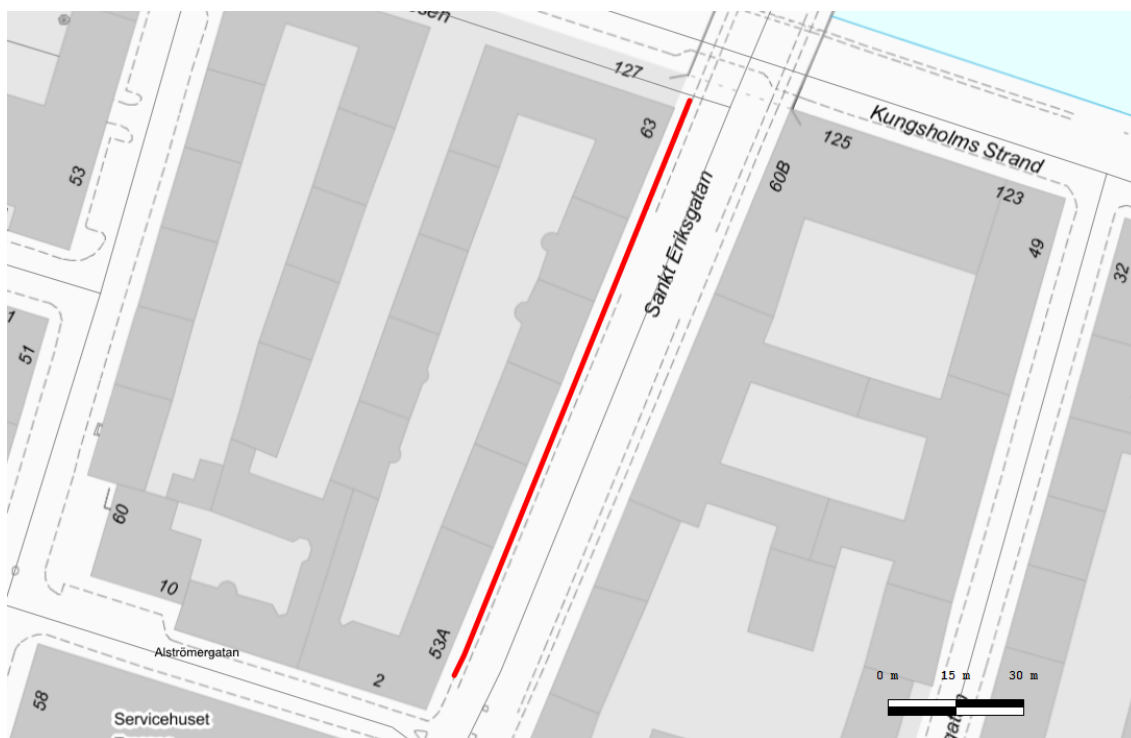 127
Kungsholms Strand
63
125
53
60B
123
Sankt Eriksgatan
49
32
1
51
60
10
53A
Alströmergatan
2
0 m 15 m 30 m
58
Servicehuset